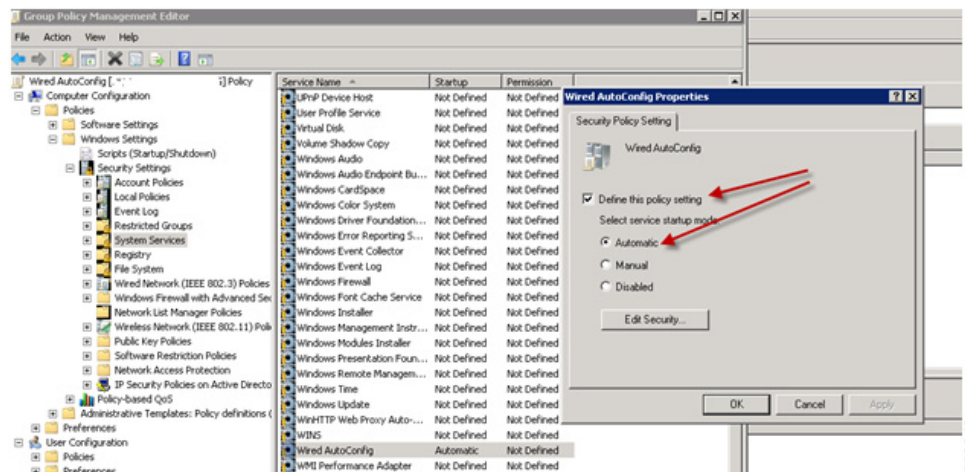 Group Policy Management Editor
File Action View Help
Wired AutoConfig [ ] Policy
Computer Configuration
Policies
Software Settings
Windows Settings
Scripts (Startup/Shutdown)
Security Settings
Account Policies
Local Policies
Event Log
Restricted Groups
System Services
Registry
File System
Wired Network (IEEE 802.3) Policies
Windows Firewall with Advanced Sec
Network List Manager Policies
Wireless Network (IEEE 802.11) Poli
Public Key Policies
Software Restriction Policies
Network Access Protection
IP Security Policies on Active Directo
Policy-based QoS
Administrative Templates: Policy definitions (
Preferences
User Configuration
Policies
Preferences
Service Name Startup Permission
UPnP Device Host Not Defined Not Defined
User Profile Service Not Defined Not Defined
Virtual Disk Not Defined Not Defined
Volume Shadow Copy Not Defined Not Defined
Windows Audio Not Defined Not Defined
Windows Audio Endpoint Bu... Not Defined Not Defined
Windows CardSpace Not Defined Not Defined
Windows Color System Not Defined Not Defined
Windows Driver Foundation... Not Defined Not Defined
Windows Error Reporting S... Not Defined Not Defined
Windows Event Collector Not Defined Not Defined
Windows Event Log Not Defined Not Defined
Windows Firewall Not Defined Not Defined
Windows Font Cache Service Not Defined Not Defined
Windows Installer Not Defined Not Defined
Windows Management Instr... Not Defined Not Defined
Windows Modules Installer Not Defined Not Defined
Windows Presentation Foun... Not Defined Not Defined
Windows Remote Managem... Not Defined Not Defined
Windows Time Not Defined Not Defined
Windows Update Not Defined Not Defined
WinHTTP Web Proxy Auto-... Not Defined Not Defined
WINS Not Defined Not Defined
Wired AutoConfig Automatic Not Defined
WMI Performance Adapter Not Defined Not Defined
Wired AutoConfig Properties
Security Policy Setting
Wired AutoConfig
Define this policy setting
Select service startup mode
Automatic
Manual
Disabled
Edit Security...
OK Cancel Apply